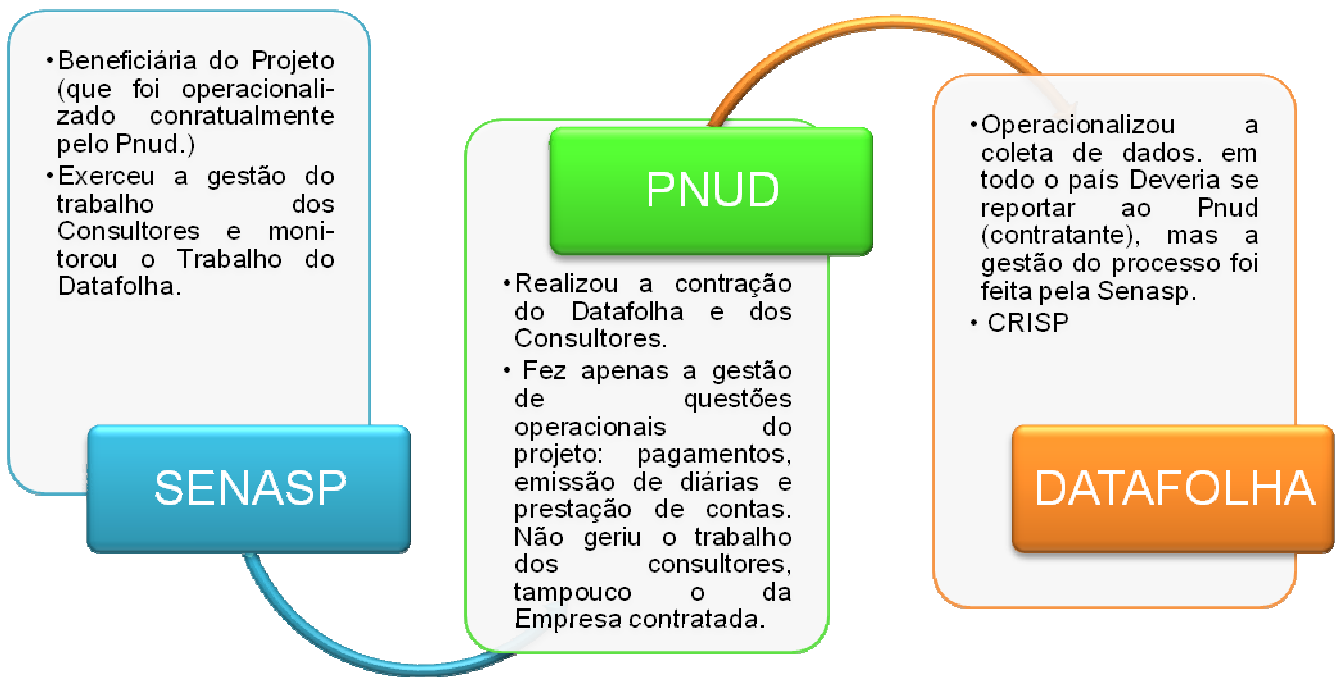 •Beneficiária do Projeto
(que foi operacionali-
zado conratualmente
pelo Pnud.)
•Exerceu a gestão do
trabalho dos
Consultores e moni-
torou o Trabalho do
Datafolha.
SENASP
PNUD
•Realizou a contração
do Datafolha e dos
Consultores.
• Fez apenas a gestão
de questões
operacionais do
projeto: pagamentos,
emissão de diárias e
prestação de contas.
Não geriu o trabalho
dos consultores,
tampouco o da
Empresa contratada.
•Operacionalizou a
coleta de dados. em
todo o país Deveria se
reportar ao Pnud
(contratante), mas a
gestão do processo foi
feita pela Senasp.
• CRISP
DATAFOLHA